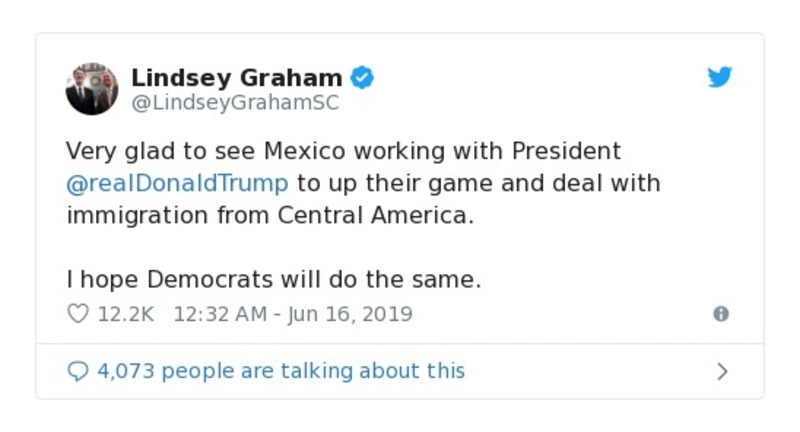 Lindsey Graham
@LindseyGrahamSC
Very glad to see Mexico working with President
@realDonaldTrump to up their game and deal with
immigration from Central America.
I hope Democrats will do the same.
12.2K 12:32 AM - Jun 16, 2019
4,073 people are talking about this